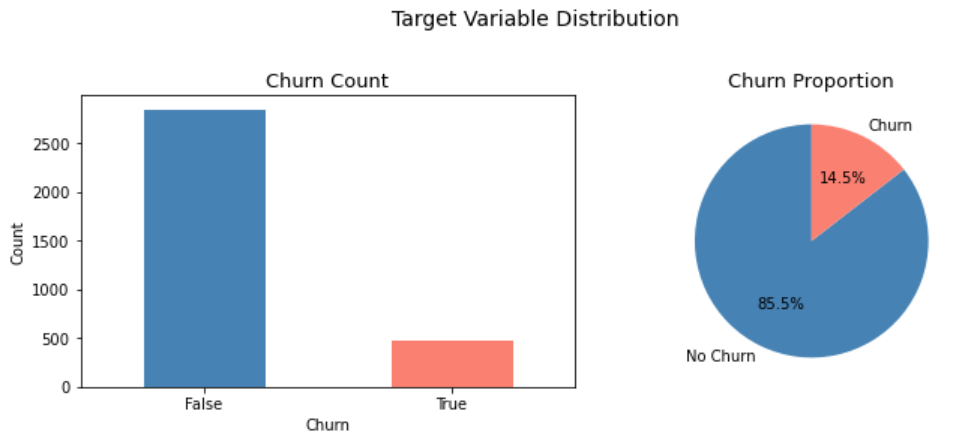 Target Variable Distribution
Churn Count
2500
2000
1500
1000
500
0
Count
False
True
Churn
Churn Proportion
Churn
14.5%
85.5%
No Churn